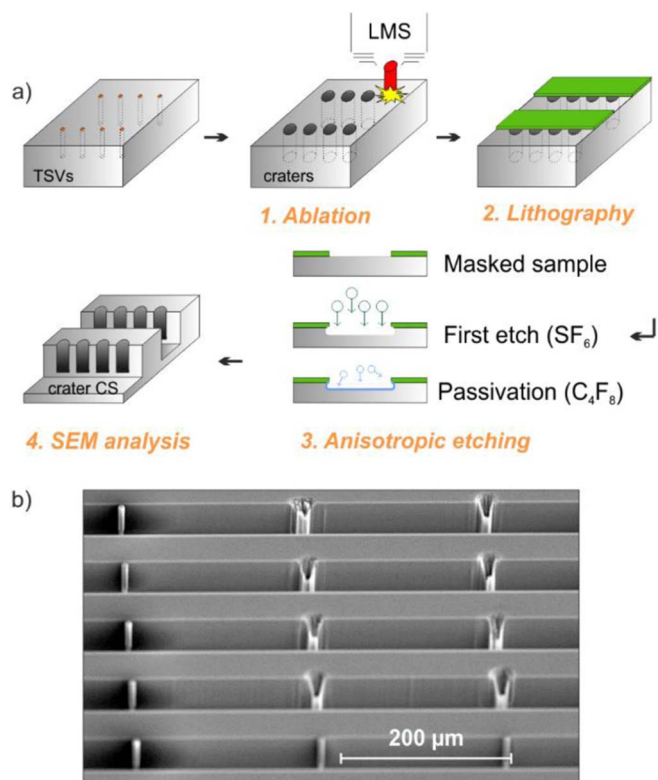 LMS
a)
TSVs
craters
1. Ablation
2. Lithography
Masked sample
First etch (SF₆)
crater CS
Passivation (C₄F₈)
4. SEM analysis
3. Anisotropic etching
b)
200 µm